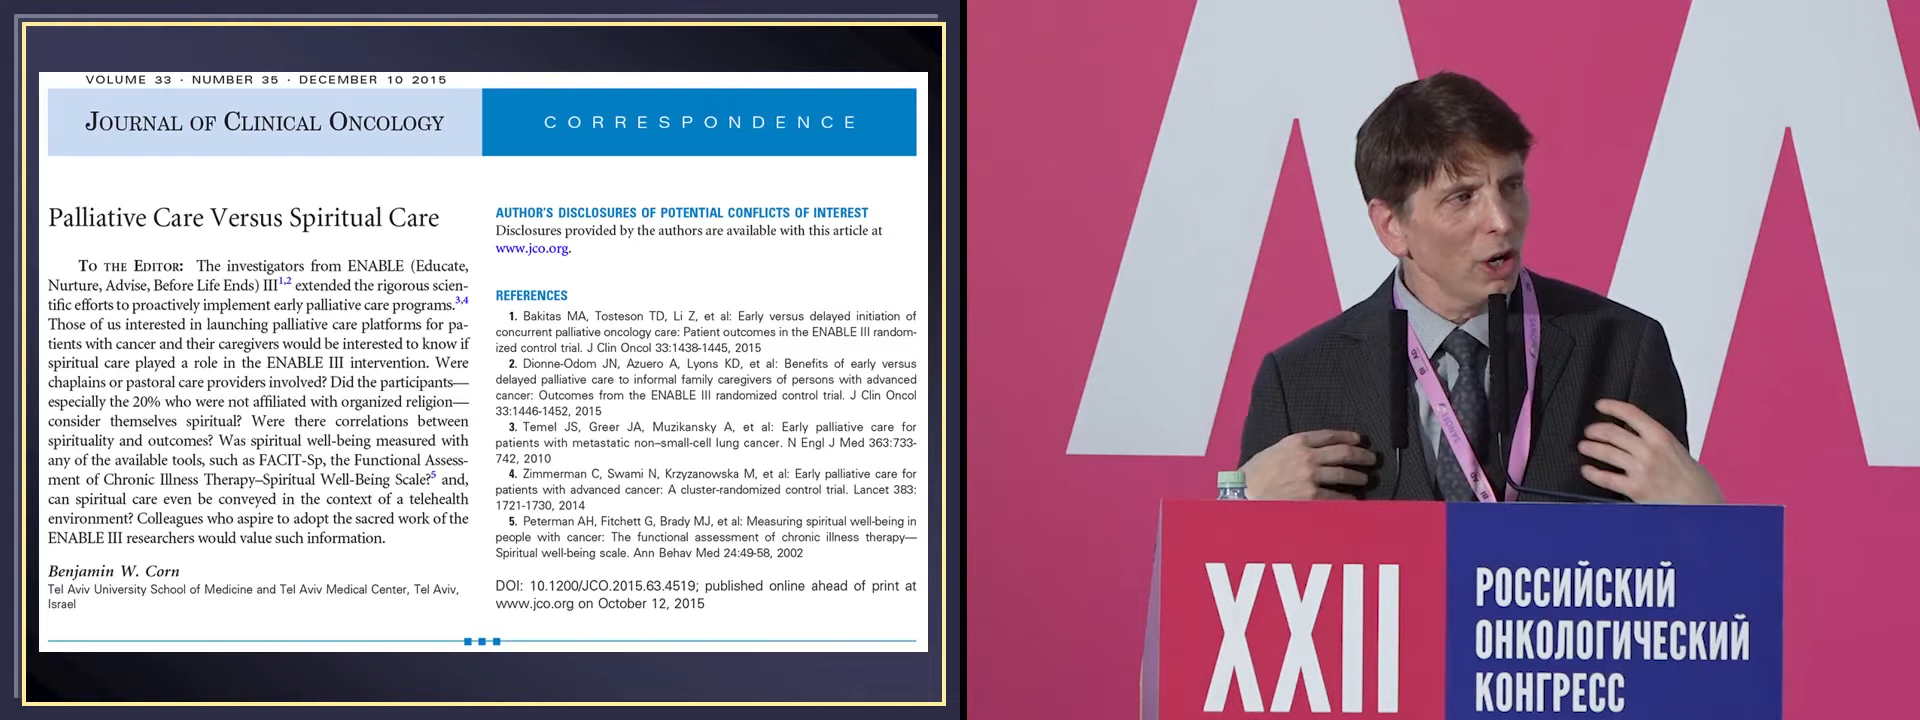 VOLUME 33 · NUMBER 35 · DECEMBER 10 2015
JOURNAL OF CLINICAL ONCOLOGY
CORRESPONDENCE
Palliative Care Versus Spiritual Care
TO THE EDITOR: The investigators from ENABLE (Educate,
Nurture, Advise, Before Life Ends) III1,2 extended the rigorous scien-
tific efforts to proactively implement early palliative care programs.3,4
Those of us interested in launching palliative care platforms for pa-
tients with cancer and their caregivers would be interested to know if
spiritual care played a role in the ENABLE III intervention. Were
chaplains or pastoral care providers involved? Did the participants—
especially the 20% who were not affiliated with organized religion—
consider themselves spiritual? Were there correlations between
spirituality and outcomes? Was spiritual well-being measured with
any of the available tools, such as FACIT-Sp, the Functional Assess-
ment of Chronic Illness Therapy–Spiritual Well-Being Scale?5 and,
can spiritual care even be conveyed in the context of a telehealth
environment? Colleagues who aspire to adopt the sacred work of the
ENABLE III researchers would value such information.
Benjamin W. Corn
Tel Aviv University School of Medicine and Tel Aviv Medical Center, Tel Aviv,
Israel
AUTHOR'S DISCLOSURES OF POTENTIAL CONFLICTS OF INTEREST
Disclosures provided by the authors are available with this article at
www.jco.org.
REFERENCES
1. Bakitas MA, Tosteson TD, Li Z, et al: Early versus delayed initiation of
concurrent palliative oncology care: Patient outcomes in the ENABLE III random-
ized control trial. J Clin Oncol 33:1438-1445, 2015
2. Dionne-Odom JN, Azuero A, Lyons KD, et al: Benefits of early versus
delayed palliative care to informal family caregivers of persons with advanced
cancer: Outcomes from the ENABLE III randomized control trial. J Clin Oncol
33:1446-1452, 2015
3. Temel JS, Greer JA, Muzikansky A, et al: Early palliative care for
patients with metastatic non–small-cell lung cancer. N Engl J Med 363:733-
742, 2010
4. Zimmerman C, Swami N, Krzyzanowska M, et al: Early palliative care for
patients with advanced cancer: A cluster-randomized control trial. Lancet 383:
1721-1730, 2014
5. Peterman AH, Fitchett G, Brady MJ, et al: Measuring spiritual well-being in
people with cancer: The functional assessment of chronic illness therapy—
Spiritual well-being scale. Ann Behav Med 24:49-58, 2002
DOI: 10.1200/JCO.2015.63.4519; published online ahead of print at
www.jco.org on October 12, 2015
XXII
РОССИЙСКИЙ
ОНКОЛОГИЧЕСКИЙ
КОНГРЕСС